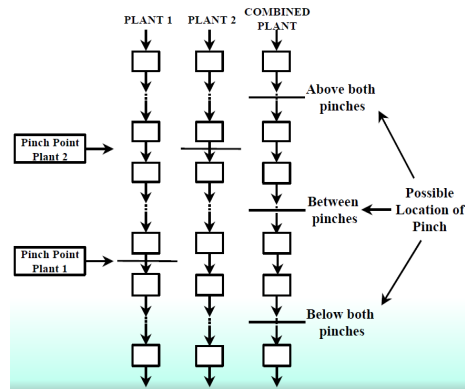 PLANT 1
PLANT 2
COMBINED
PLANT
Above both
pinches
Pinch Point
Plant 2
Between
pinches
Possible
Location of
Pinch
Pinch Point
Plant 1
Below both
pinches